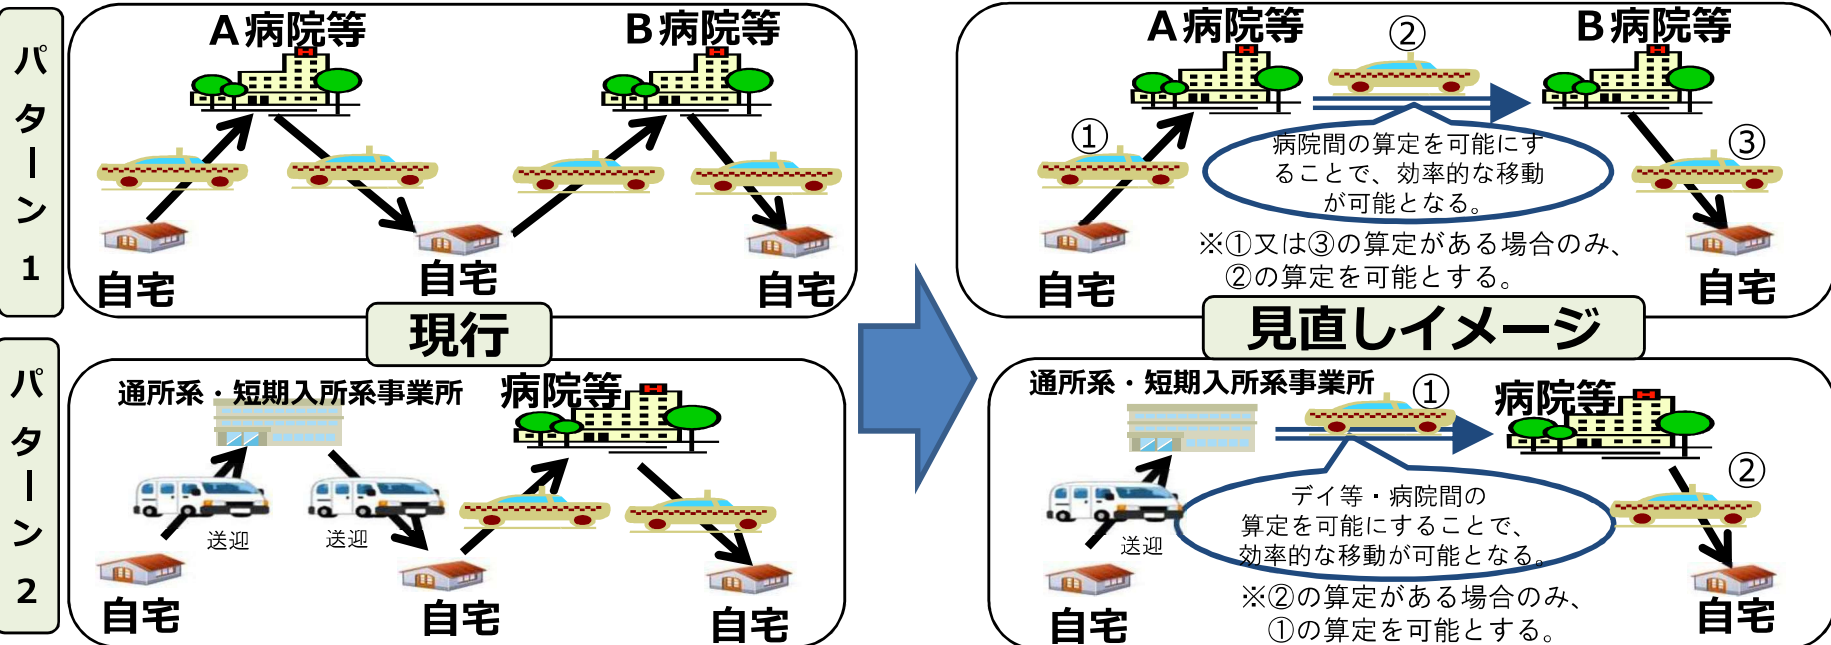 パターン1
A病院等
B病院等
自宅
自宅
自宅
現行
パターン2
通所系・短期入所系事業所
病院等
送迎
送迎
自宅
自宅
自宅
A病院等
②
B病院等
①
③
病院間の算定を可能にす
ることで、効率的な移動
が可能となる。
※①又は③の算定がある場合のみ、
②の算定を可能とする。
自宅
自宅
見直しイメージ
通所系・短期入所系事業所
①
病院等
②
送迎
デイ等・病院間の
算定を可能にすることで、
効率的な移動が可能となる。
※②の算定がある場合のみ、
①の算定を可能とする。
自宅
自宅